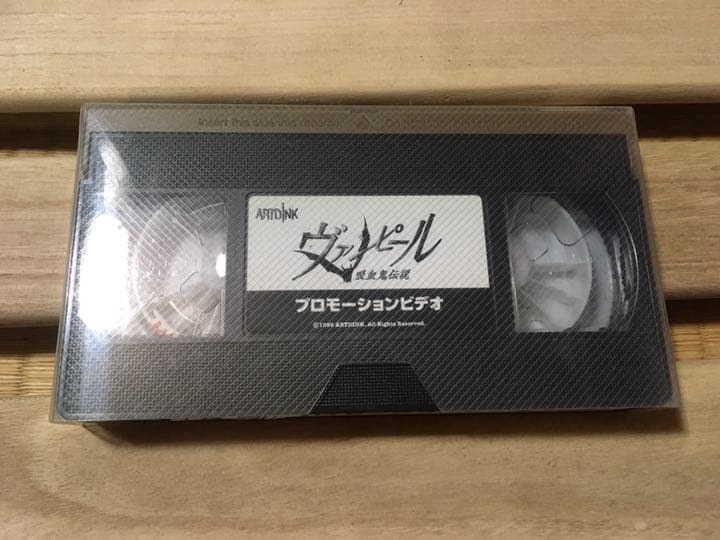 Insert this side into recorder
ARTDINK
ヴァンピール
吸血鬼伝説
プロモーションビデオ
©1999 ARTDINK. All Rights Reserved.